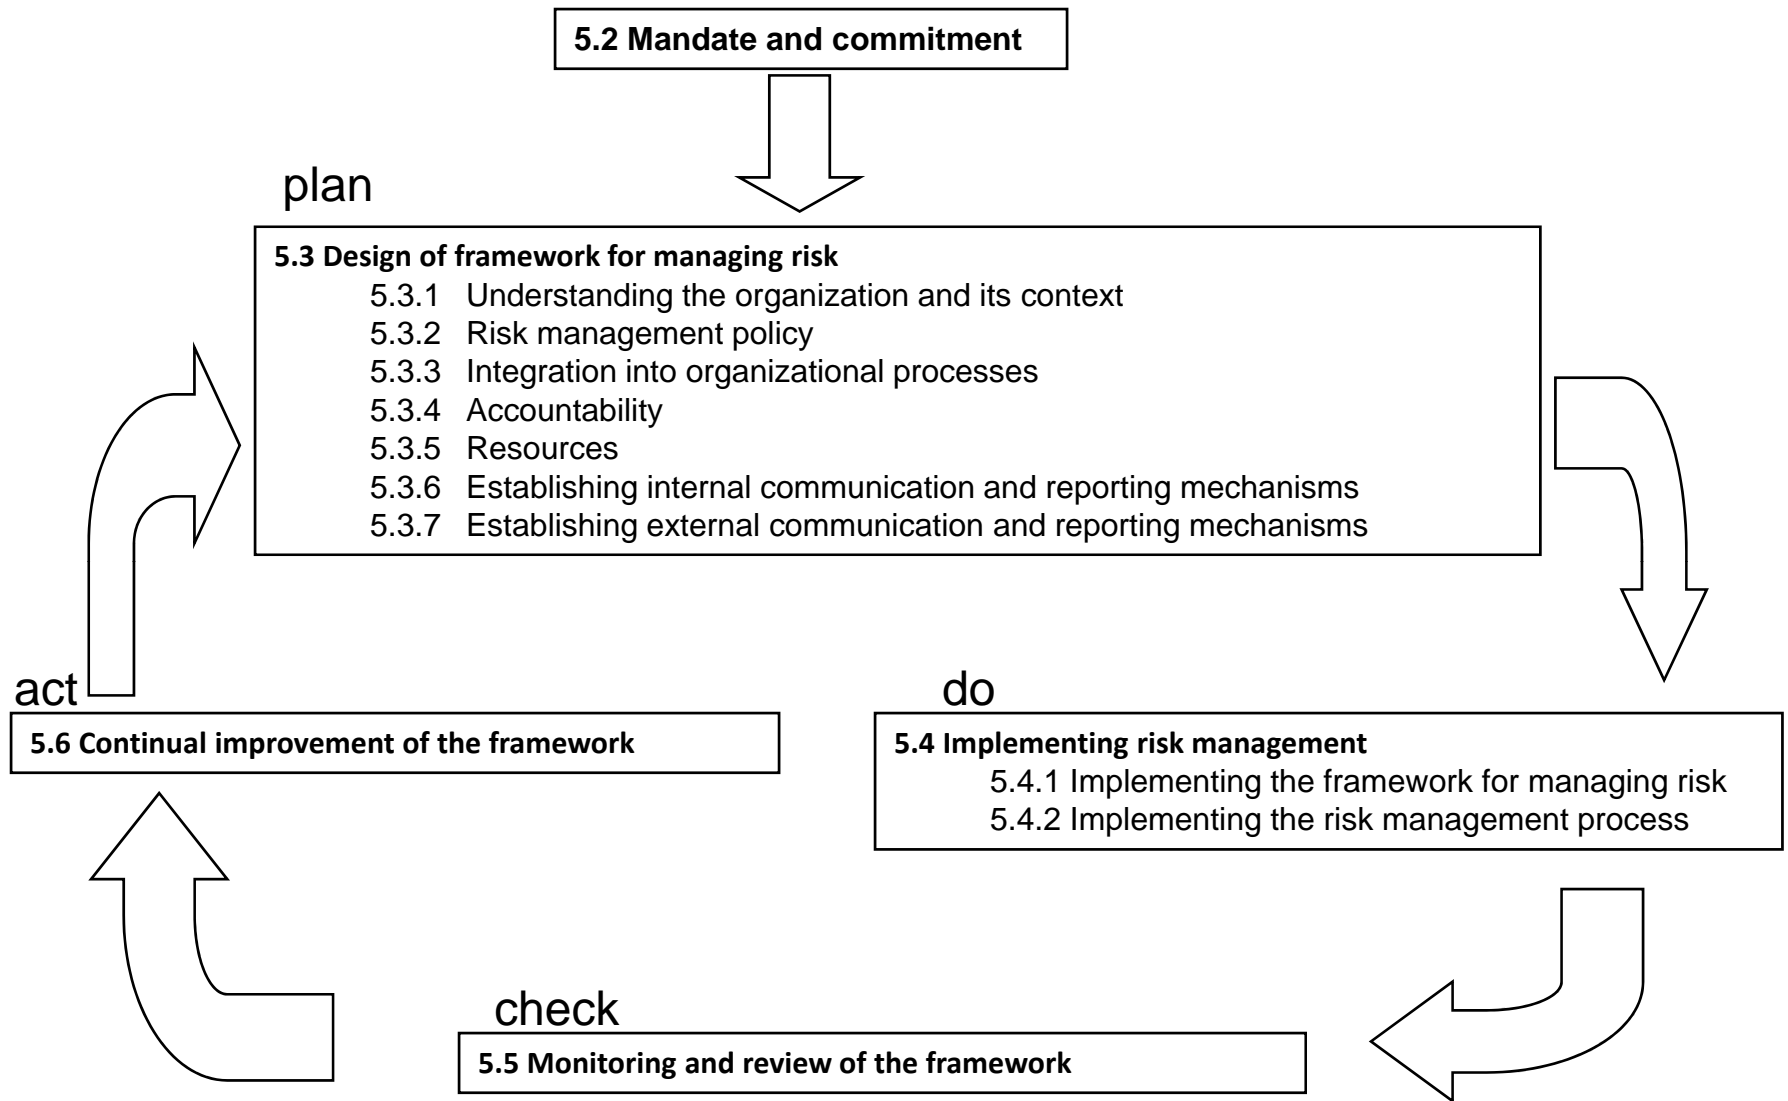 5.2 Mandate and commitment
plan
5.3 Design of framework for managing risk
5.3.1 Understanding the organization and its context
5.3.2 Risk management policy
5.3.3 Integration into organizational processes
5.3.4 Accountability
5.3.5 Resources
5.3.6 Establishing internal communication and reporting mechanisms
5.3.7 Establishing external communication and reporting mechanisms
act
5.6 Continual improvement of the framework
do
5.4 Implementing risk management
5.4.1 Implementing the framework for managing risk
5.4.2 Implementing the risk management process
check
5.5 Monitoring and review of the framework